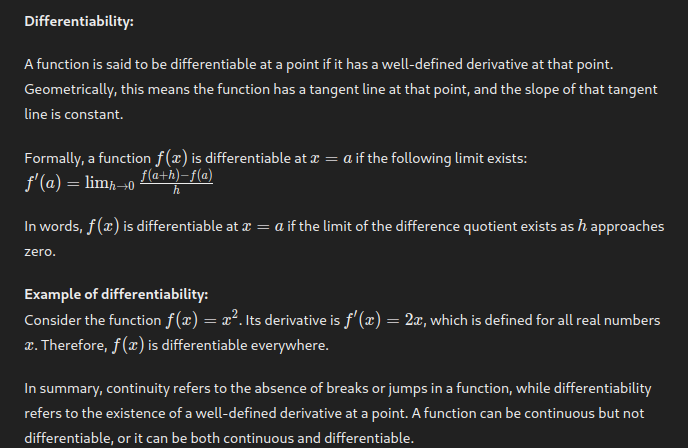 Differentiability:
A function is said to be differentiable at a point if it has a well-defined derivative at that point.
Geometrically, this means the function has a tangent line at that point, and the slope of that tangent
line is constant.
Formally, a function f(x) is differentiable at x = a if the following limit exists:
f′(a) = lim_{h→0} \frac{f(a+h)−f(a)}{h}
In words, f(x) is differentiable at x = a if the limit of the difference quotient exists as h approaches
zero.
Example of differentiability:
Consider the function f(x) = x². Its derivative is f′(x) = 2x, which is defined for all real numbers
x. Therefore, f(x) is differentiable everywhere.
In summary, continuity refers to the absence of breaks or jumps in a function, while differentiability
refers to the existence of a well-defined derivative at a point. A function can be continuous but not
differentiable, or it can be both continuous and differentiable.